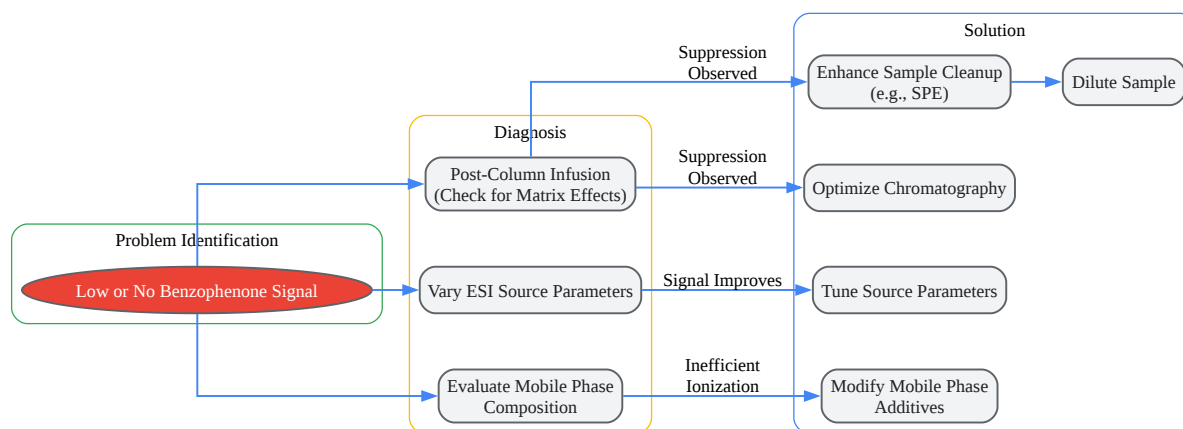 Solution
Suppression
Observed
Enhance Sample Cleanup
(e.g., SPE)
Dilute Sample
Diagnosis
Post-Column Infusion
(Check for Matrix Effects)
Suppression
Observed
Optimize Chromatography
Problem Identification
Low or No Benzophenone Signal
Vary ESI Source Parameters
Signal Improves
Tune Source Parameters
Evaluate Mobile Phase
Composition
Inefficient
Ionization
Modify Mobile Phase
Additives